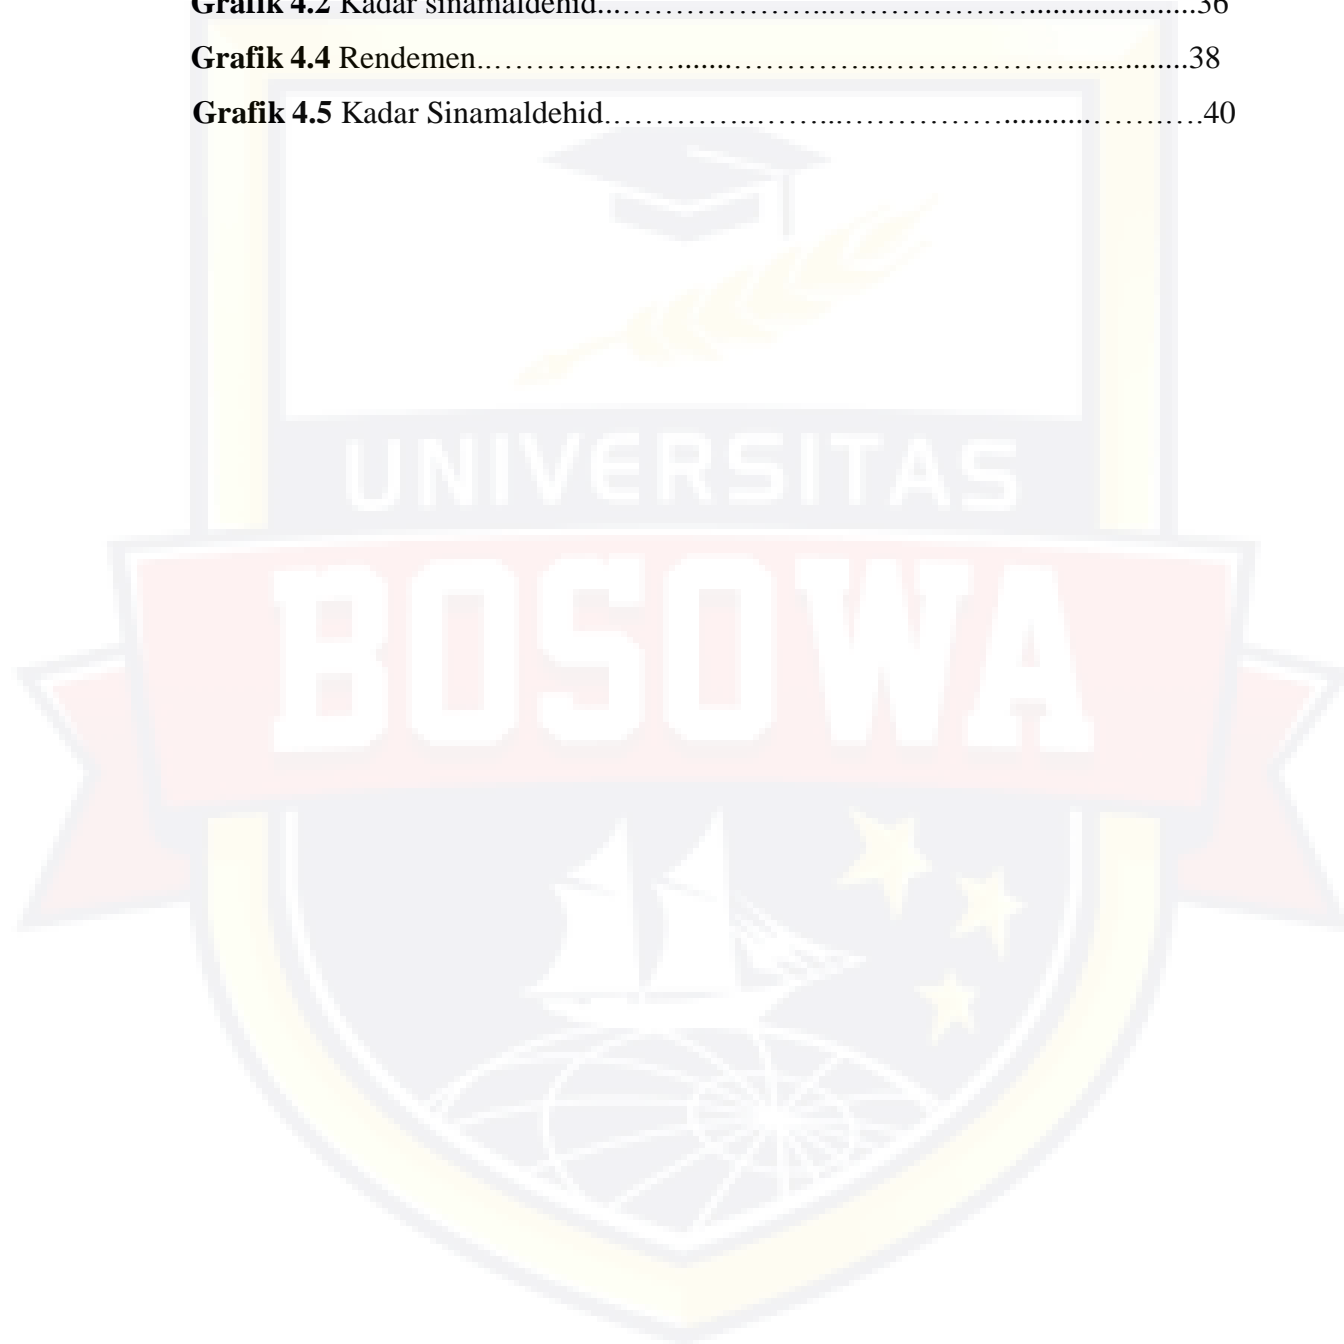 Grafik 4.2 Kadar sinamaldehid...……………………...…………………….....................36
Grafik 4.4 Rendemen...………...…….......…………...…………………...............38
Grafik 4.5 Kadar Sinamaldehid……………...……...………………...........…….….40
UNIVERSITAS
BOSOWA